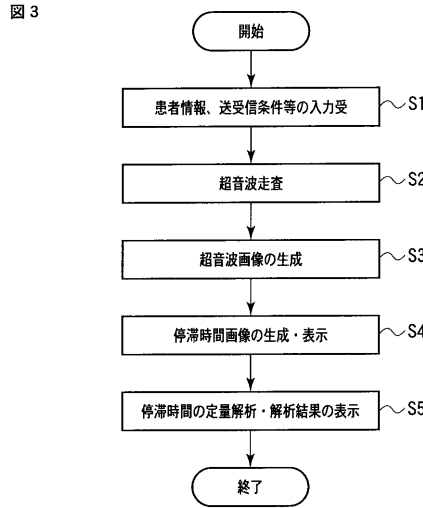 図3
開始
患者情報、送受信条件等の入力受
S1
超音波走査
S2
超音波画像の生成
S3
停滞時間画像の生成・表示
S4
停滞時間の定量解析・解析結果の表示
S5
終了